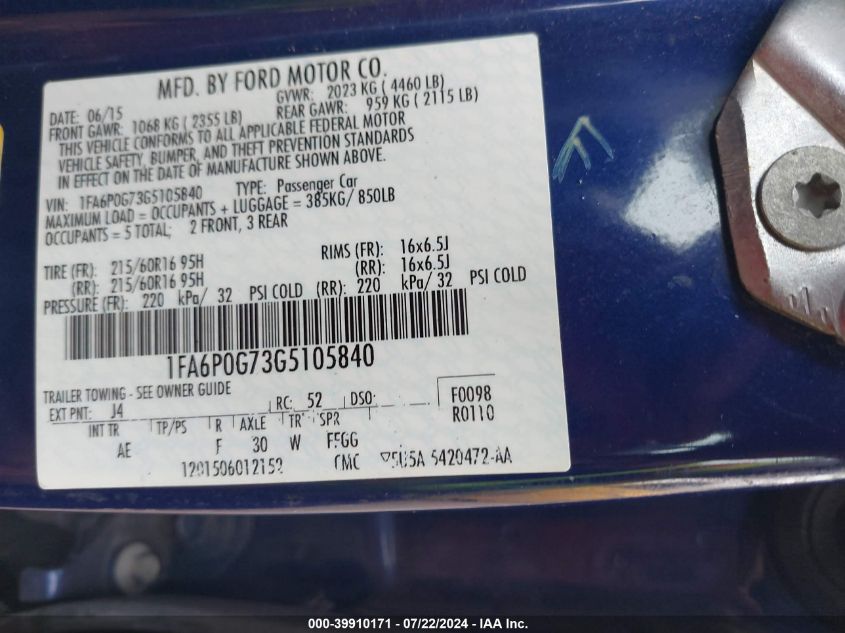 MFD. BY FORD MOTOR CO.
DATE: 06/15 GVWR: 2023 KG ( 4460 LB)
FRONT GAWR: 1068 KG ( 2355 LB) REAR GAWR: 959 KG ( 2115 LB)
THIS VEHICLE CONFORMS TO ALL APPLICABLE FEDERAL MOTOR
VEHICLE SAFETY, BUMPER, AND THEFT PREVENTION STANDARDS
IN EFFECT ON THE DATE OF MANUFACTURE SHOWN ABOVE.
VIN: 1FA6P0G73G5105840 TYPE: Passenger Car
MAXIMUM LOAD = OCCUPANTS + LUGGAGE = 385KG/ 850LB
OCCUPANTS = 5 TOTAL; 2 FRONT, 3 REAR
TIRE (FR): 215/60R16 95H RIMS (FR): 16x6.5J
(RR): 215/60R16 95H (RR): 16x6.5J
PRESSURE (FR): 220 kPa/ 32 PSI COLD (RR): 220 kPa/ 32 PSI COLD
1FA6P0G73G5105840
TRAILER TOWING - SEE OWNER GUIDE
EXT PNT: J4 RC: 52 DSO: F0098
R0110
INT TR TP/PS R AXLE TR SPR
AE F 30 W FFGG
1201506012152 CMC 5U5A 5420472-AA
000-39910171 - 07/22/2024 - IAAI Inc.